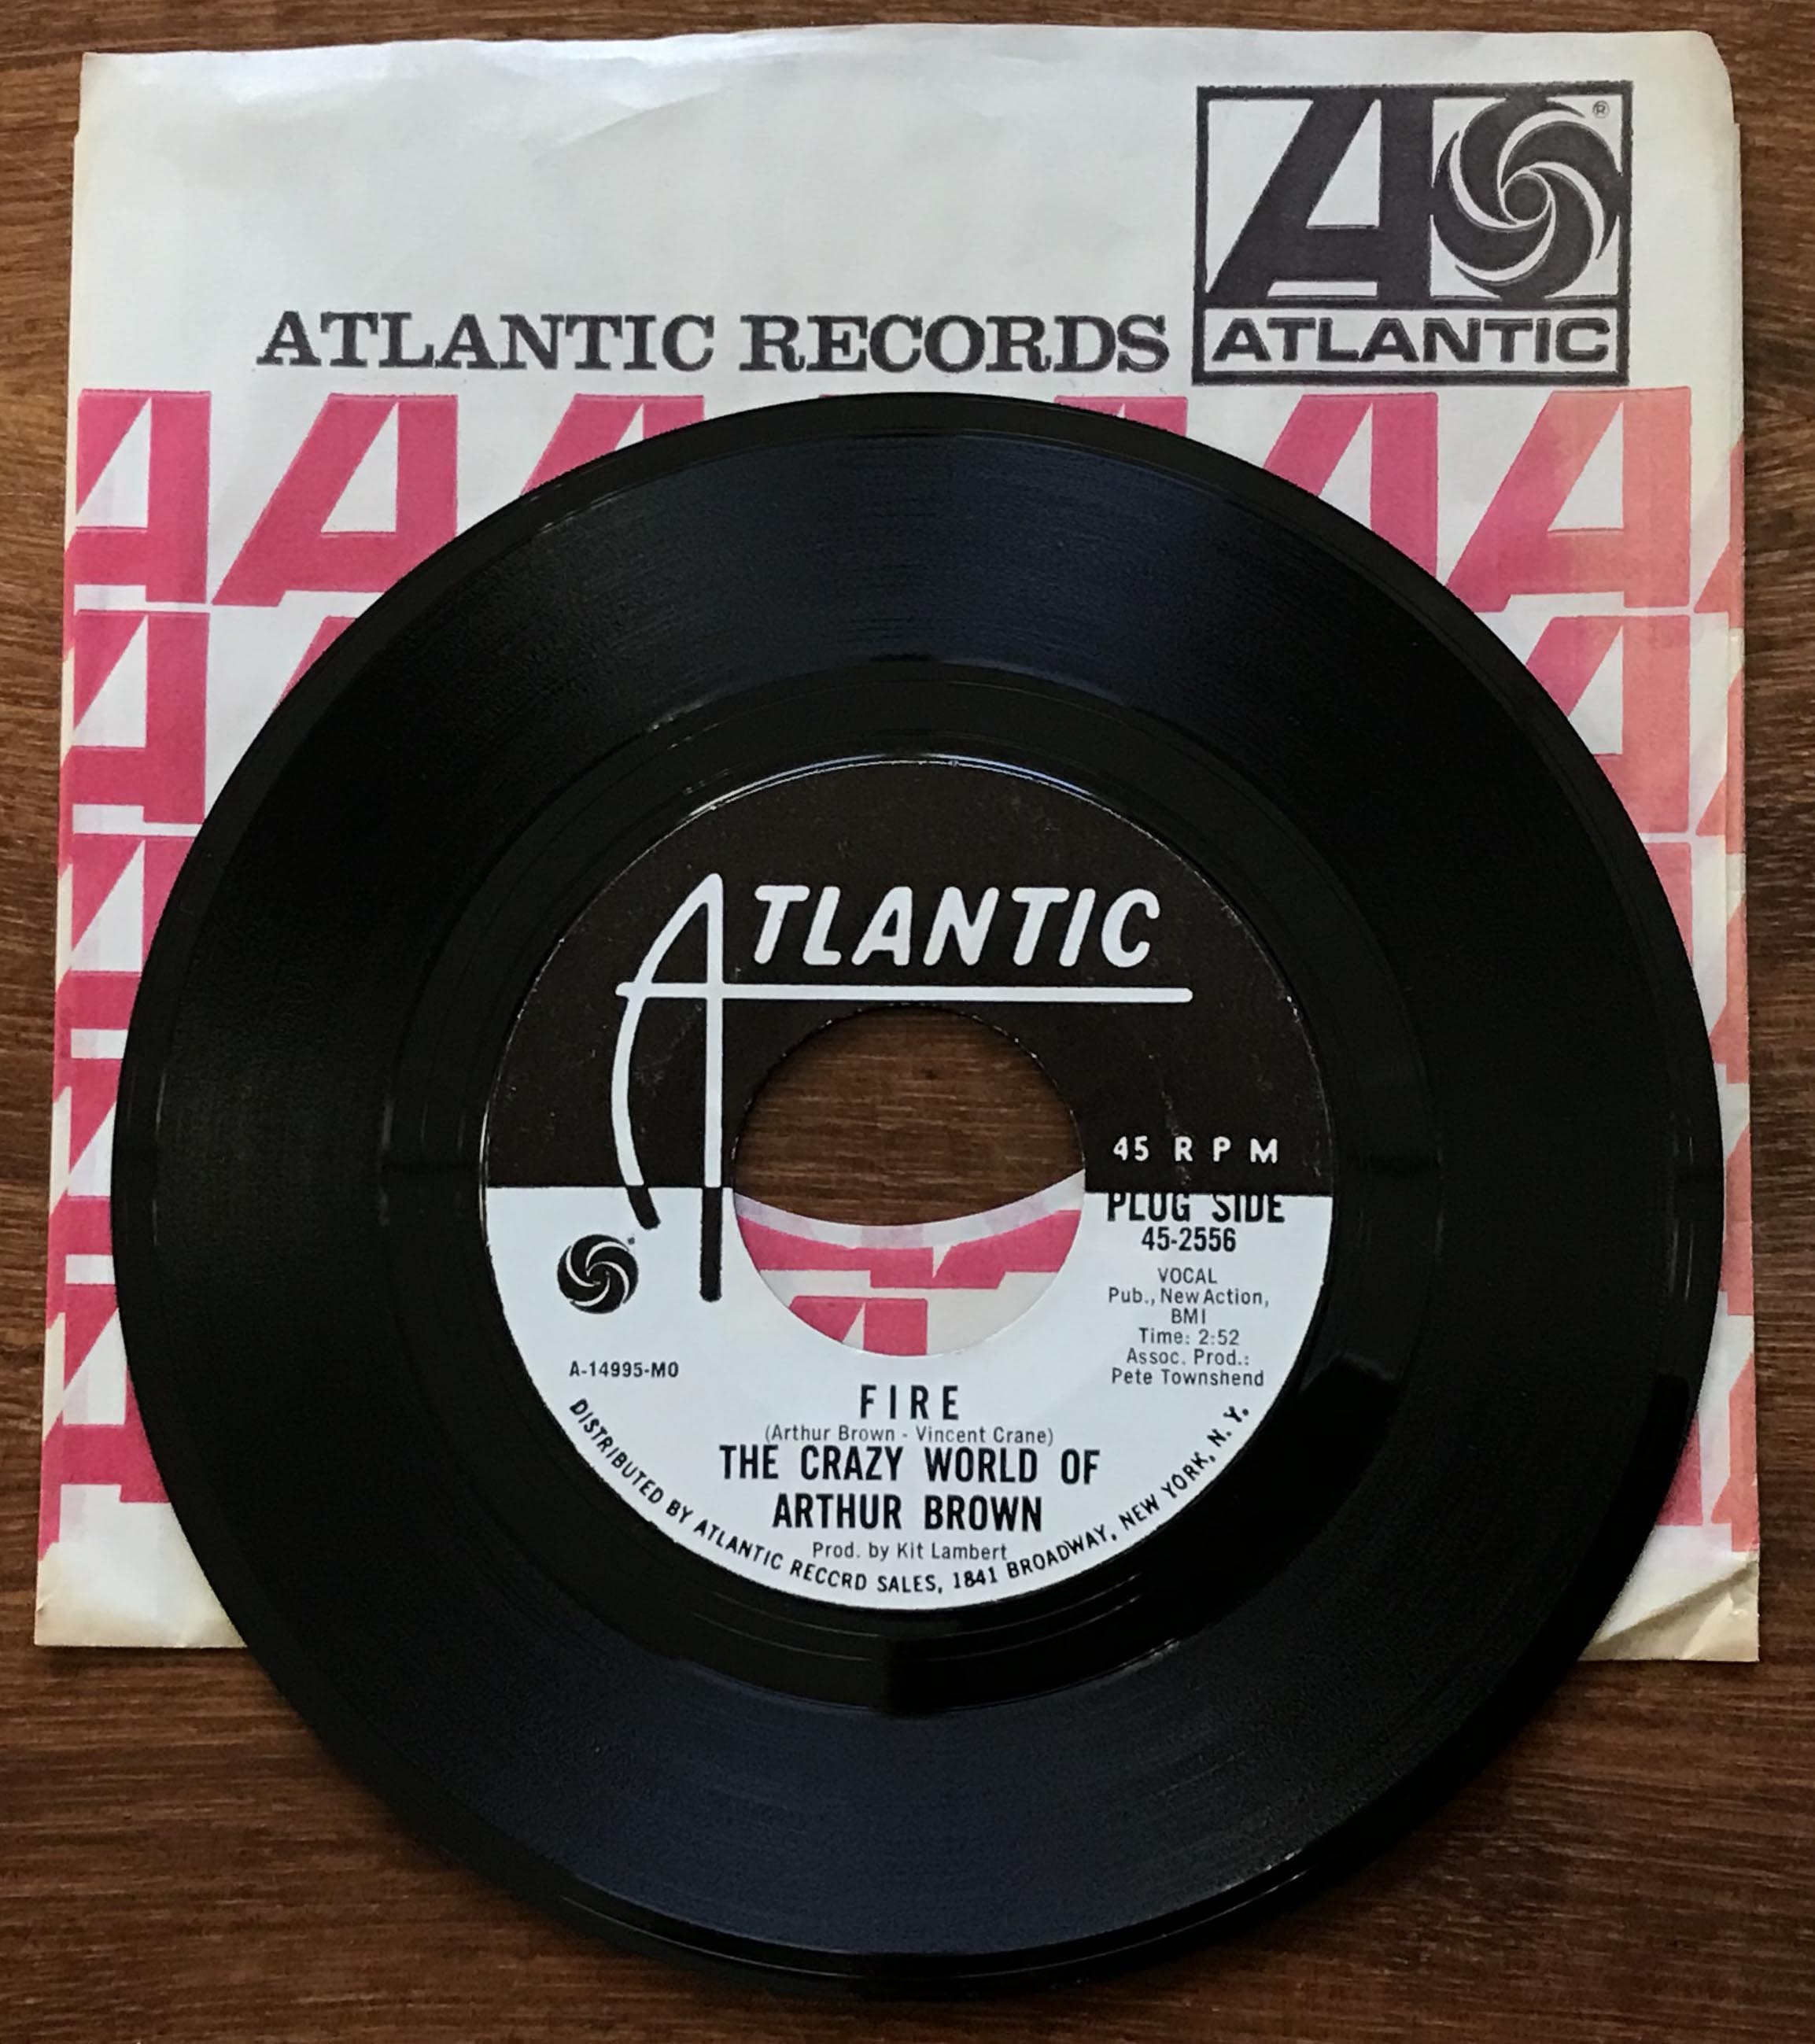 ®
ATLANTIC
ATLANTIC RECORDS
ATLANTIC
45 RPM
PLUG SIDE
45-2556
VOCAL
Pub., New Action,
BMI
Time: 2:52
Assoc. Prod.:
Pete Townshend
A-14995-MO
FIRE
(Arthur Brown - Vincent Crane)
THE CRAZY WORLD OF
ARTHUR BROWN
Prod. by Kit Lambert
DISTRIBUTED BY ATLANTIC RECCRD SALES, 1841 BROADWAY, NEW YORK, N. Y.